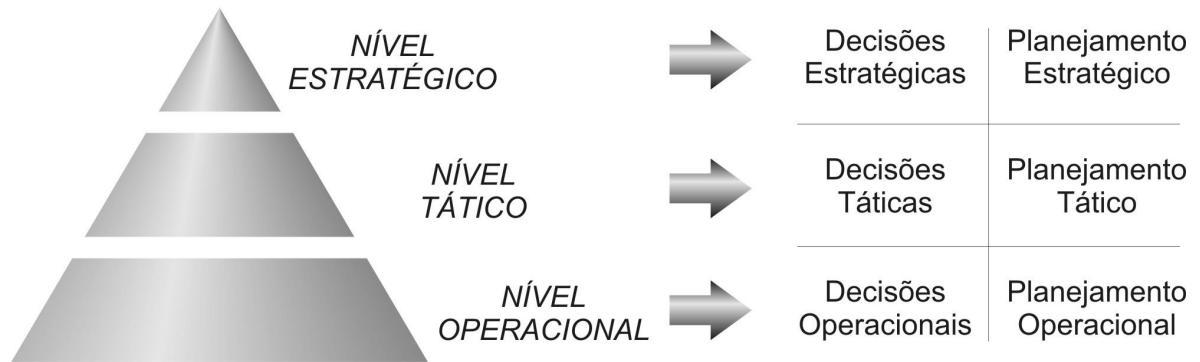 NÍVEL
ESTRATÉGICO
Decisões
Estratégicas
Planejamento
Estratégico
NÍVEL
TÁTICO
Decisões
Táticas
Planejamento
Tático
NÍVEL
OPERACIONAL
Decisões
Operacionais
Planejamento
Operacional